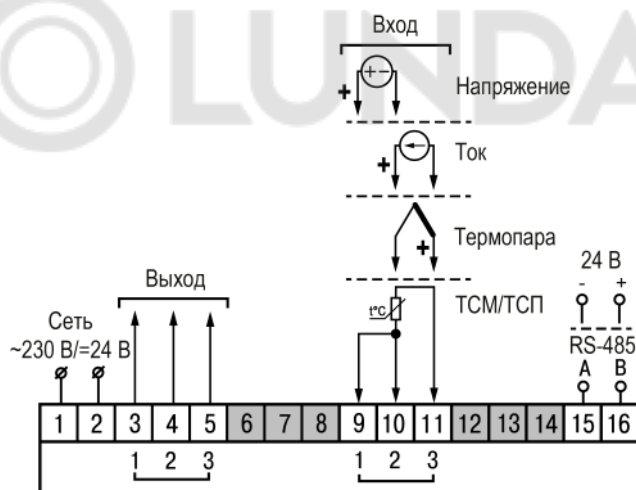 LUNDA
Вход
+ -
+
Напряжение
+
Ток
+
Термопара
t°C
ТСМ/ТСП
Выход
Сеть
~230 В/=24 В
24 В
- +
RS-485
A B
1 2 3 4 5 6 7 8 9 10 11 12 13 14 15 16
1 2 3 1 2 3